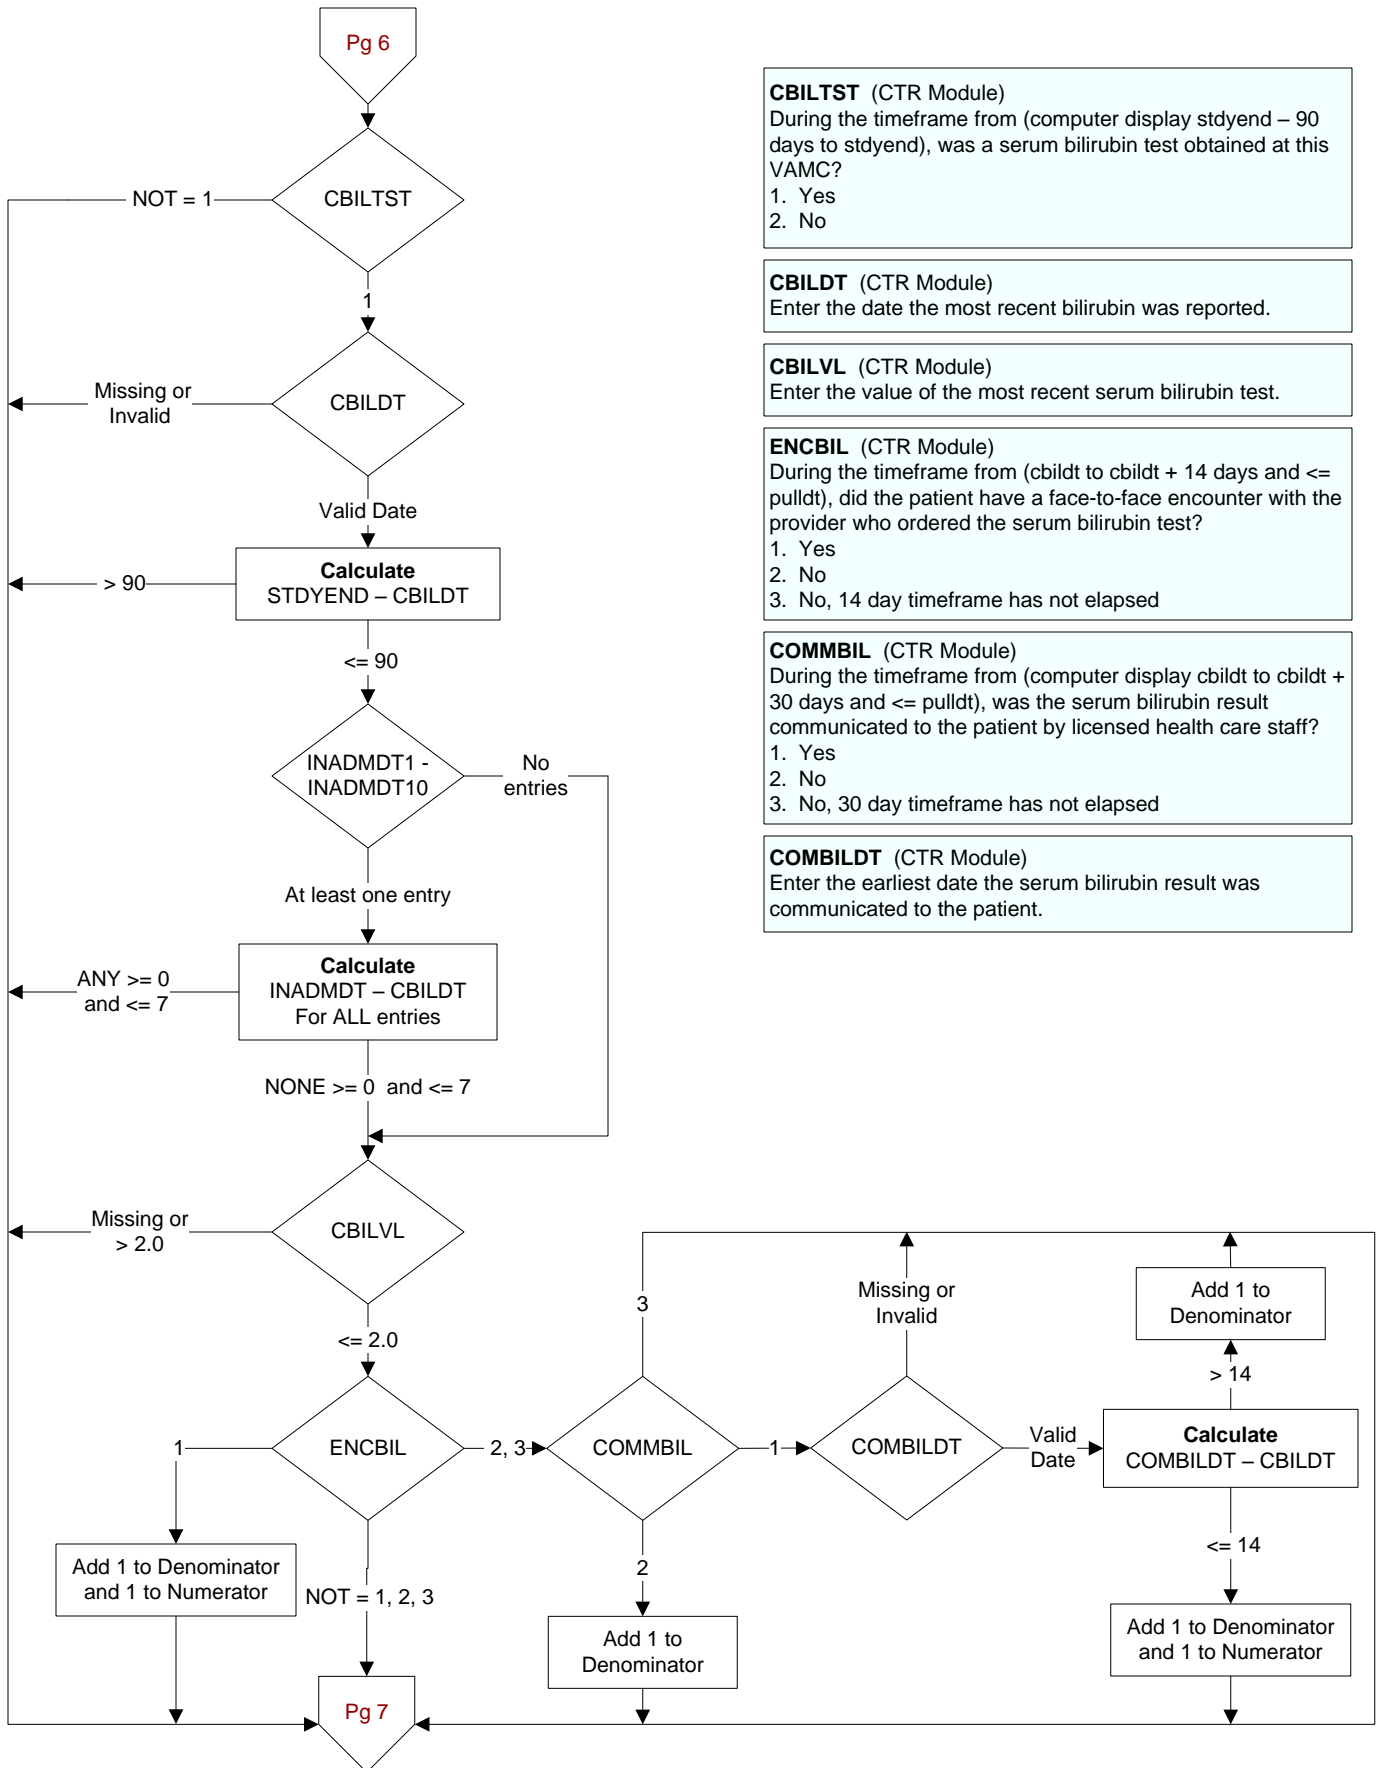 Pg 6
CBILTST
NOT = 1
1
CBILDT
Missing or
Invalid
Valid Date
Calculate
STDYEND – CBILDT
> 90
<= 90
INADMDT1 -
INADMDT10
No
entries
At least one entry
Calculate
INADMDT – CBILDT
For ALL entries
ANY >= 0
and <= 7
NONE >= 0 and <= 7
CBILVL
Missing or
> 2.0
<= 2.0
ENCBIL
1
Add 1 to Denominator
and 1 to Numerator
NOT = 1, 2, 3
2, 3
COMMBIL
3
2
Add 1 to
Denominator
1
COMBILDT
Missing or
Invalid
Valid
Date
Calculate
COMBILDT – CBILDT
> 14
Add 1 to
Denominator
<= 14
Add 1 to Denominator
and 1 to Numerator
Pg 7
CBILTST (CTR Module)
During the timeframe from (computer display stdyend – 90
days to stdyend), was a serum bilirubin test obtained at this
VAMC?
1. Yes
2. No
CBILDT (CTR Module)
Enter the date the most recent bilirubin was reported.
CBILVL (CTR Module)
Enter the value of the most recent serum bilirubin test.
ENCBIL (CTR Module)
During the timeframe from (cbildt to cbildt + 14 days and <=
pulldt), did the patient have a face-to-face encounter with the
provider who ordered the serum bilirubin test?
1. Yes
2. No
3. No, 14 day timeframe has not elapsed
COMMBIL (CTR Module)
During the timeframe from (computer display cbildt to cbildt +
30 days and <= pulldt), was the serum bilirubin result
communicated to the patient by licensed health care staff?
1. Yes
2. No
3. No, 30 day timeframe has not elapsed
COMBILDT (CTR Module)
Enter the earliest date the serum bilirubin result was
communicated to the patient.